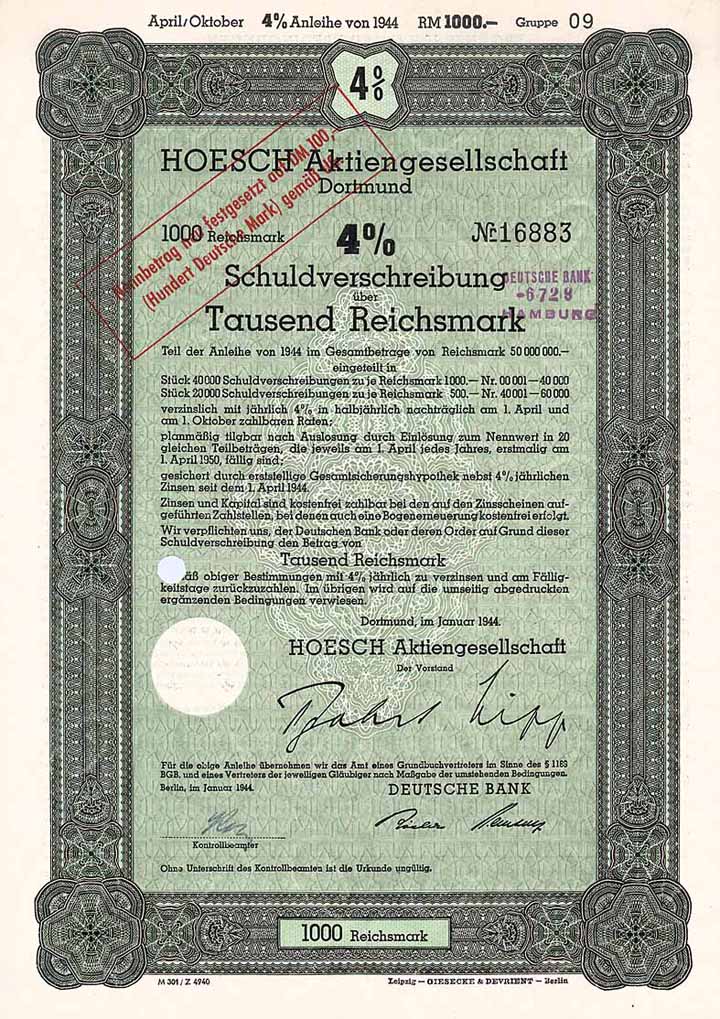 April/Oktober 4% Anleihe von 1944 RM 1000.— Gruppe 09
4%
HOESCH Aktiengesellschaft
Dortmund
Nennbetrag neu festgesetzt auf DM 100,—
(Hundert Deutsche Mark) gemäß
1000 Reichsmark 4% № 16883
Schuldverschreibung
über
Tausend Reichsmark
DEUTSCHE BANK
-6728
HAMBURG
Teil der Anleihe von 1944 im Gesamtbetrage von Reichsmark 50 000 000.—
eingeteilt in
Stück 40 000 Schuldverschreibungen zu je Reichsmark 1000.— Nr. 00 001 — 40 000
Stück 20 000 Schuldverschreibungen zu je Reichsmark 500.— Nr. 40 001 — 60 000
verzinslich mit jährlich 4% in halbjährlich nachträglich am 1. April und
am 1. Oktober zahlbaren Raten;
planmäßig tilgbar nach Auslosung durch Einlösung zum Nennwert in 20
gleichen Teilbeträgen, die jeweils am 1. April jedes Jahres, erstmalig am
1. April 1950, fällig sind;
gesichert durch erststellige Gesamtsicherungshypothek nebst 4% jährlichen
Zinsen seit dem 1. April 1944.
Zinsen und Kapital sind kostenfrei zahlbar bei den auf den Zinsscheinen auf-
geführten Zahlstellen, bei denen auch eine Bogenerneuerung kostenfrei erfolgt.
Wir verpflichten uns, der Deutschen Bank oder deren Order auf Grund dieser
Schuldverschreibung den Betrag von
Tausend Reichsmark
äß obiger Bestimmungen mit 4% jährlich zu verzinsen und am Fällig-
keitstage zurückzuzahlen. Im übrigen wird auf die umseitig abgedruckten
ergänzenden Bedingungen verwiesen.
Dortmund, im Januar 1944.
HOESCH Aktiengesellschaft
Der Vorstand
Für die obige Anleihe übernehmen wir das Amt eines Grundbuchvertreters im Sinne des § 1189
BGB. und eines Vertreters der jeweiligen Gläubiger nach Maßgabe der umstehenden Bedingungen.
Berlin, im Januar 1944. DEUTSCHE BANK
Kontrollbeamter
Ohne Unterschrift des Kontrollbeamten ist die Urkunde ungültig.
1000 Reichsmark
M 301 / Z 4940 Leipzig — GIESECKE & DEVRIENT — Berlin